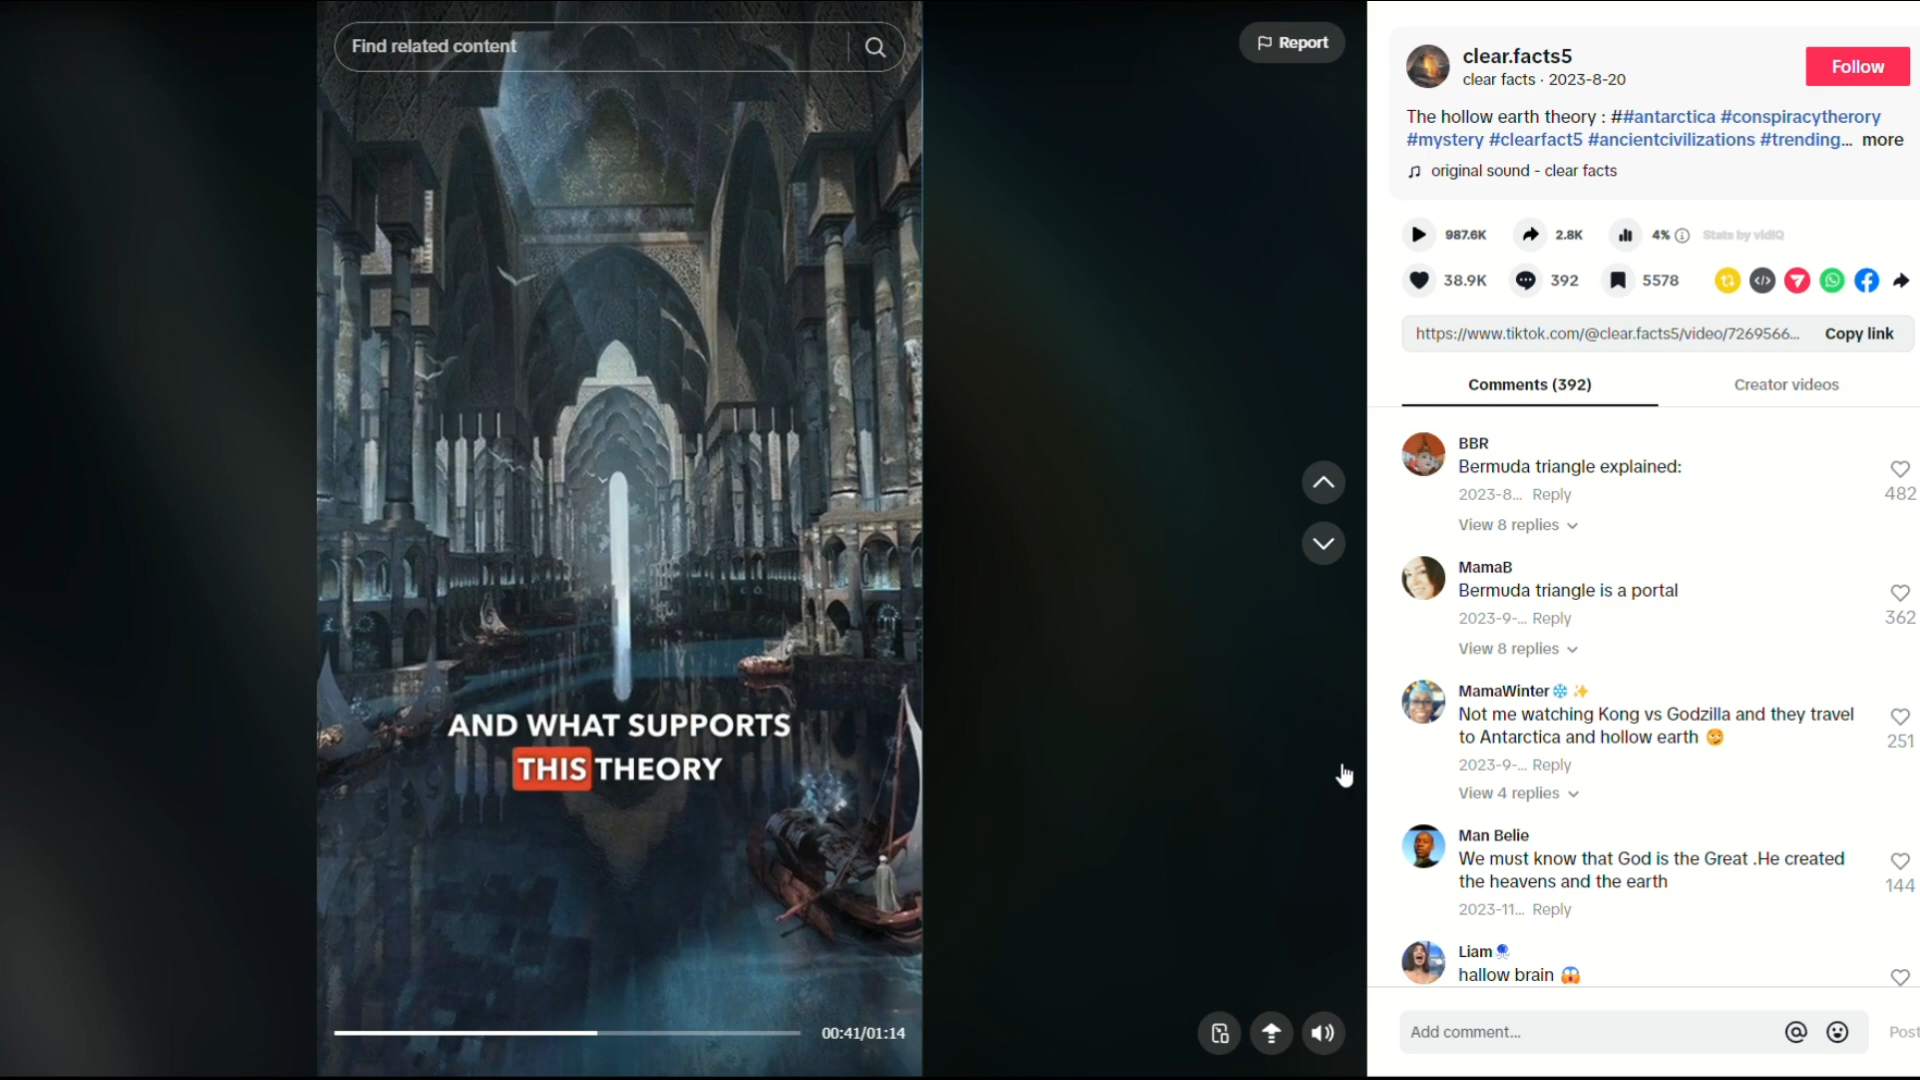 Find related content
Report
AND WHAT SUPPORTS
THIS THEORY
00:41/01:14
clear.facts5
clear facts · 2023-8-20
Follow
The hollow earth theory : ##antarctica #conspiracytherory
#mystery #clearfact5 #ancientcivilizations #trending... more
original sound - clear facts
987.6K 2.8K 4% Stats by vidIQ
38.9K 392 5578
https://www.tiktok.com/@clear.facts5/video/7269566... Copy link
Comments (392) Creator videos
BBR
Bermuda triangle explained:
2023-8... Reply
482
View 8 replies
MamaB
Bermuda triangle is a portal
2023-9-... Reply
362
View 8 replies
MamaWinter❄️✨
Not me watching Kong vs Godzilla and they travel
to Antarctica and hollow earth
251
2023-9-... Reply
View 4 replies
Man Belie
We must know that God is the Great .He created
the heavens and the earth
144
2023-11... Reply
Liam
hallow brain 😱
Add comment... Post